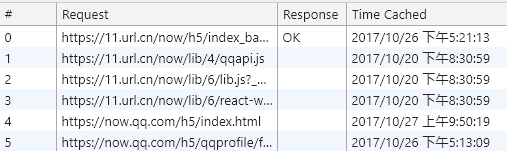 # Request Response Time Cached
0 https://11.url.cn/now/h5/index_ba... OK 2017/10/26 下午5:21:13
1 https://11.url.cn/now/lib/4/qqapi.js 2017/10/20 下午8:30:59
2 https://11.url.cn/now/lib/6/lib.js?_... 2017/10/20 下午8:30:59
3 https://11.url.cn/now/lib/6/react-w... 2017/10/20 下午8:30:59
4 https://now.qq.com/h5/index.html 2017/10/27 上午9:50:19
5 https://now.qq.com/h5/qqprofile/f... 2017/10/26 下午5:13:09